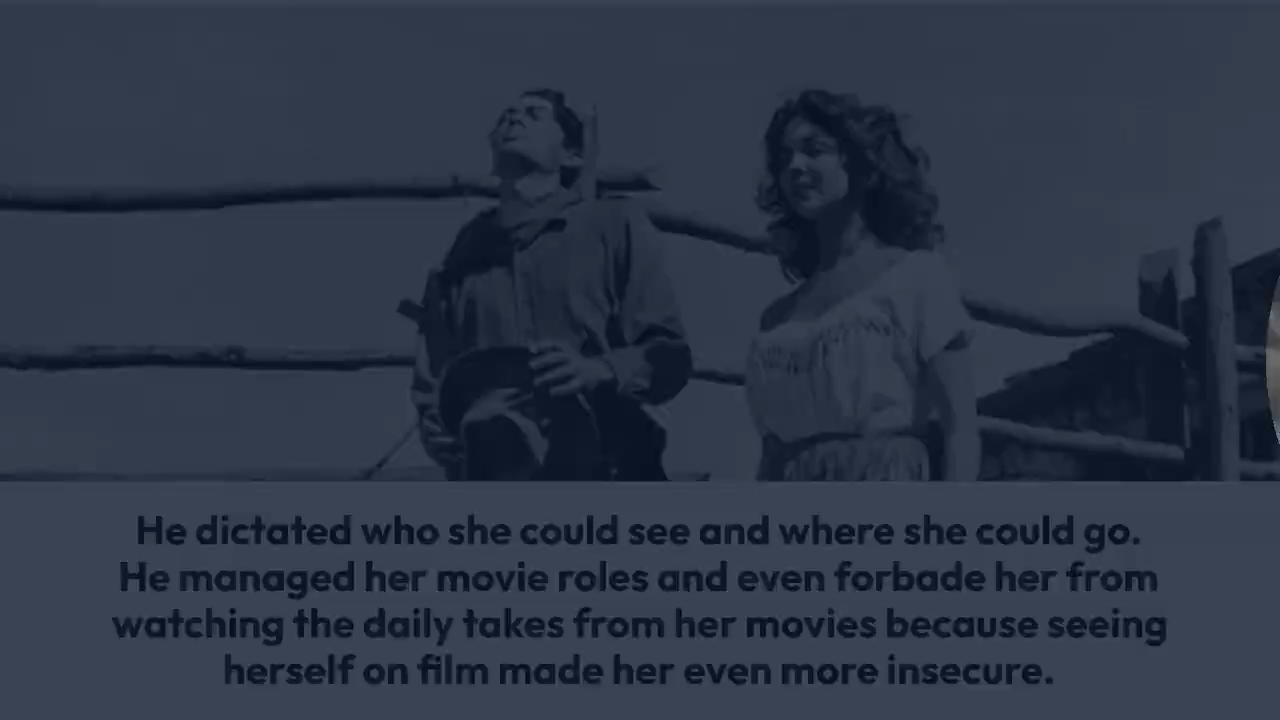 He dictated who she could see and where she could go.
He managed her movie roles and even forbade her from
watching the daily takes from her movies because seeing
herself on film made her even more insecure.